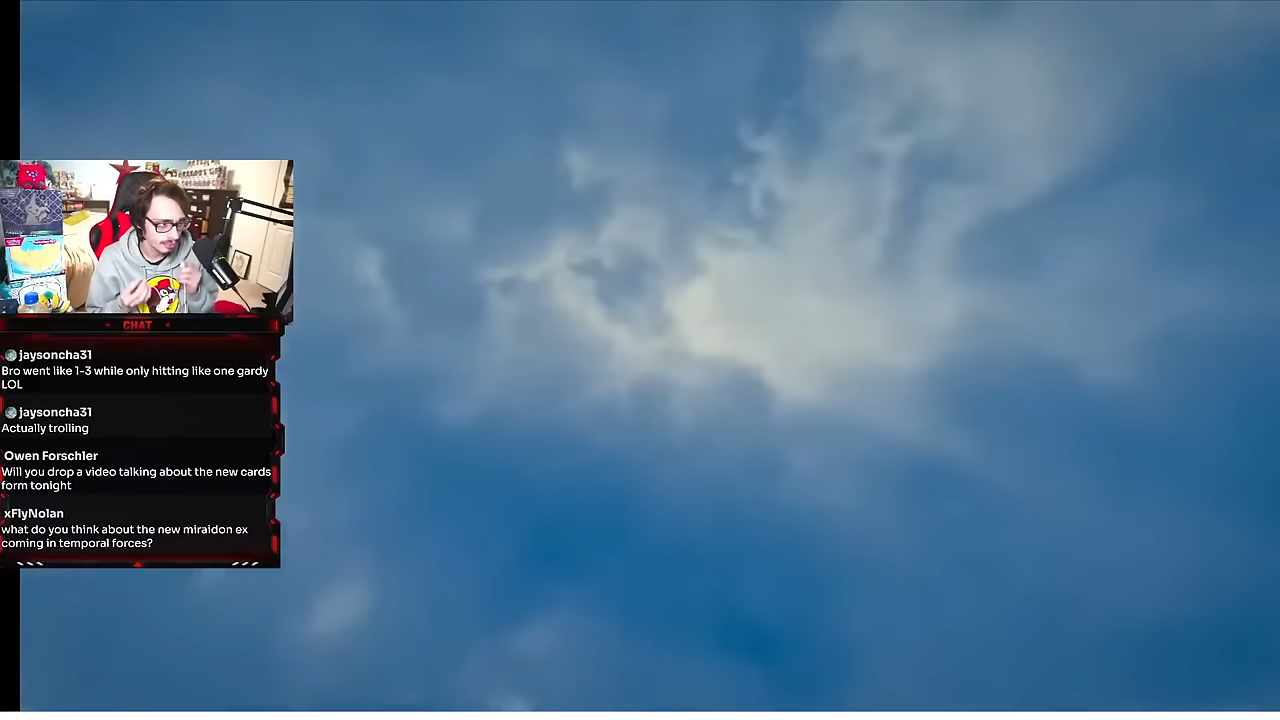 CHAT
jaysoncha31
Bro went like 1-3 while only hitting like one gardy
LOL
jaysoncha31
Actually trolling
Owen Forschler
Will you drop a video talking about the new cards
form tonight
xFlyNolan
what do you think about the new miraidon ex
coming in temporal forces?